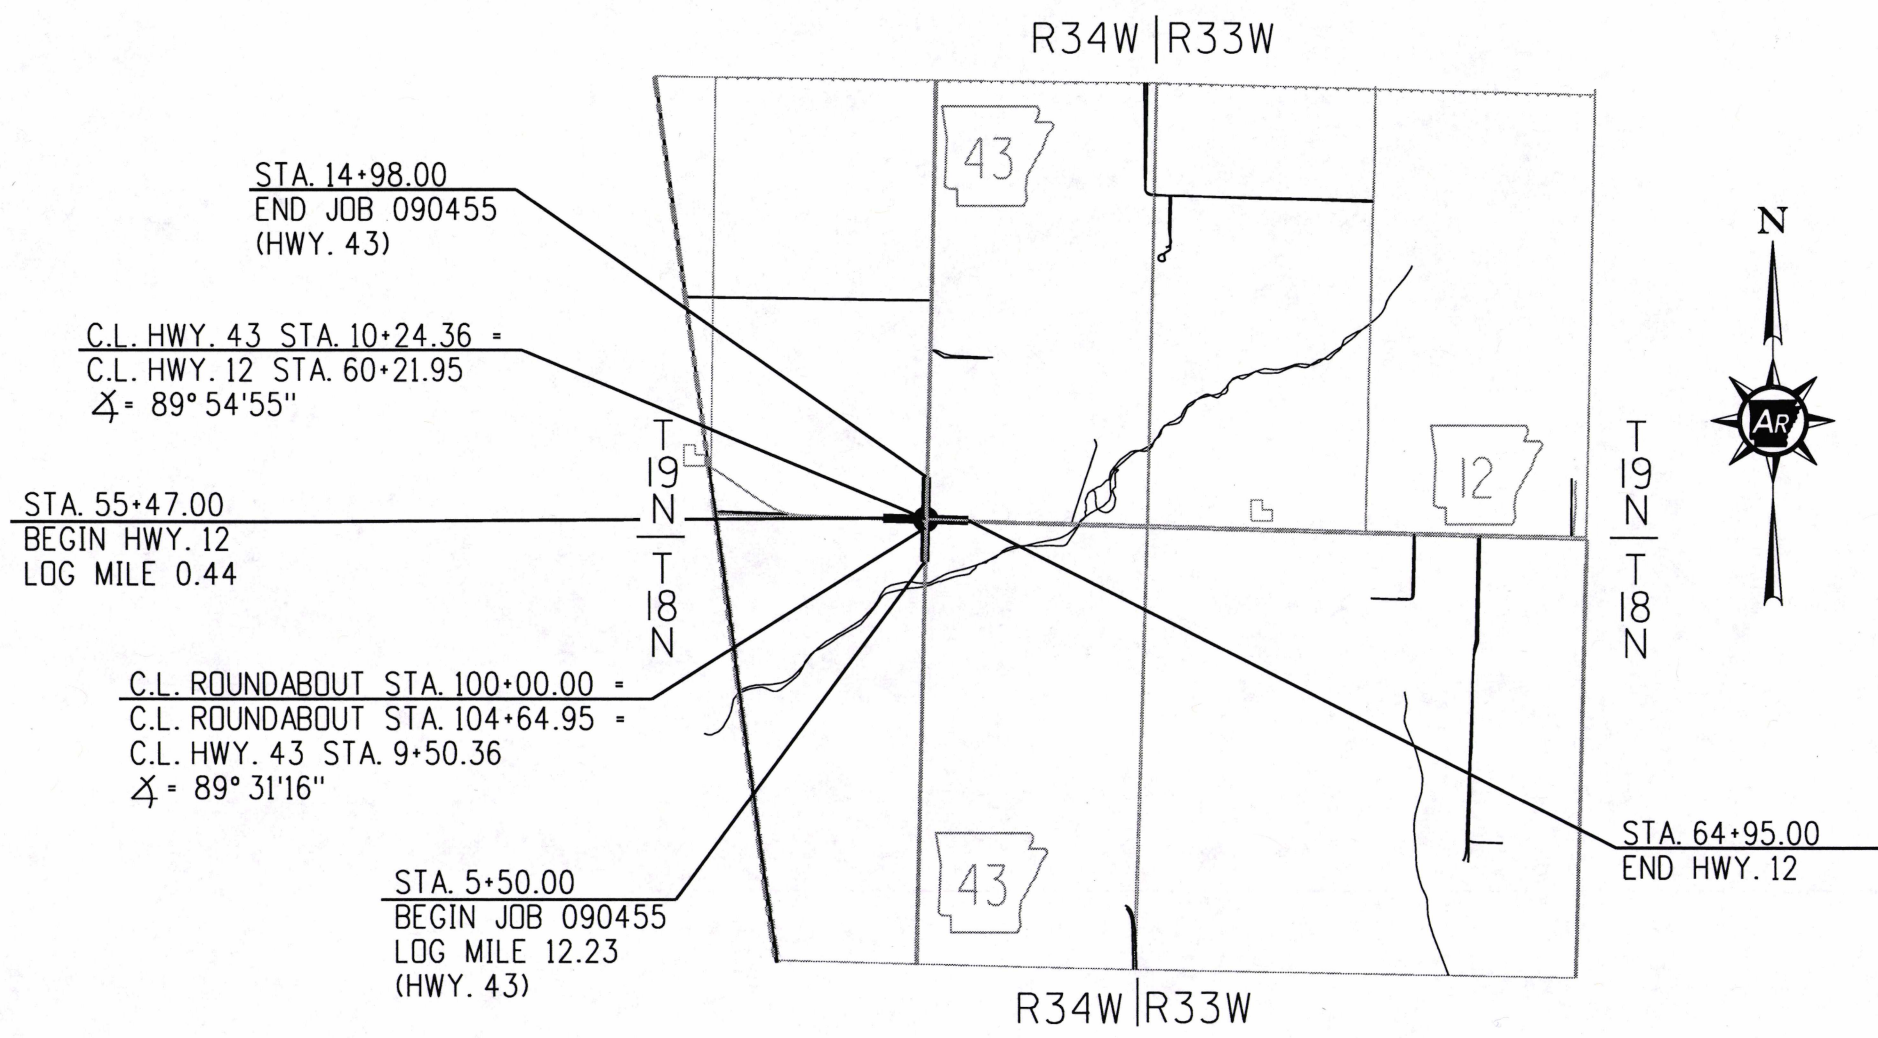 R34W R33W
43
STA. 14+98.00
END JOB 090455
(HWY. 43)
N
C.L. HWY. 43 STA. 10+24.36 =
C.L. HWY. 12 STA. 60+21.95
∡= 89°54'55"
AR
T
19
N
T
18
N
12
T
19
N
T
18
N
STA. 55+47.00
BEGIN HWY. 12
LOG MILE 0.44
C.L. ROUNDABOUT STA. 100+00.00 =
C.L. ROUNDABOUT STA. 104+64.95 =
C.L. HWY. 43 STA. 9+50.36
∡= 89°31'16"
STA. 64+95.00
END HWY. 12
STA. 5+50.00
BEGIN JOB 090455
LOG MILE 12.23
(HWY. 43)
43
R34W R33W